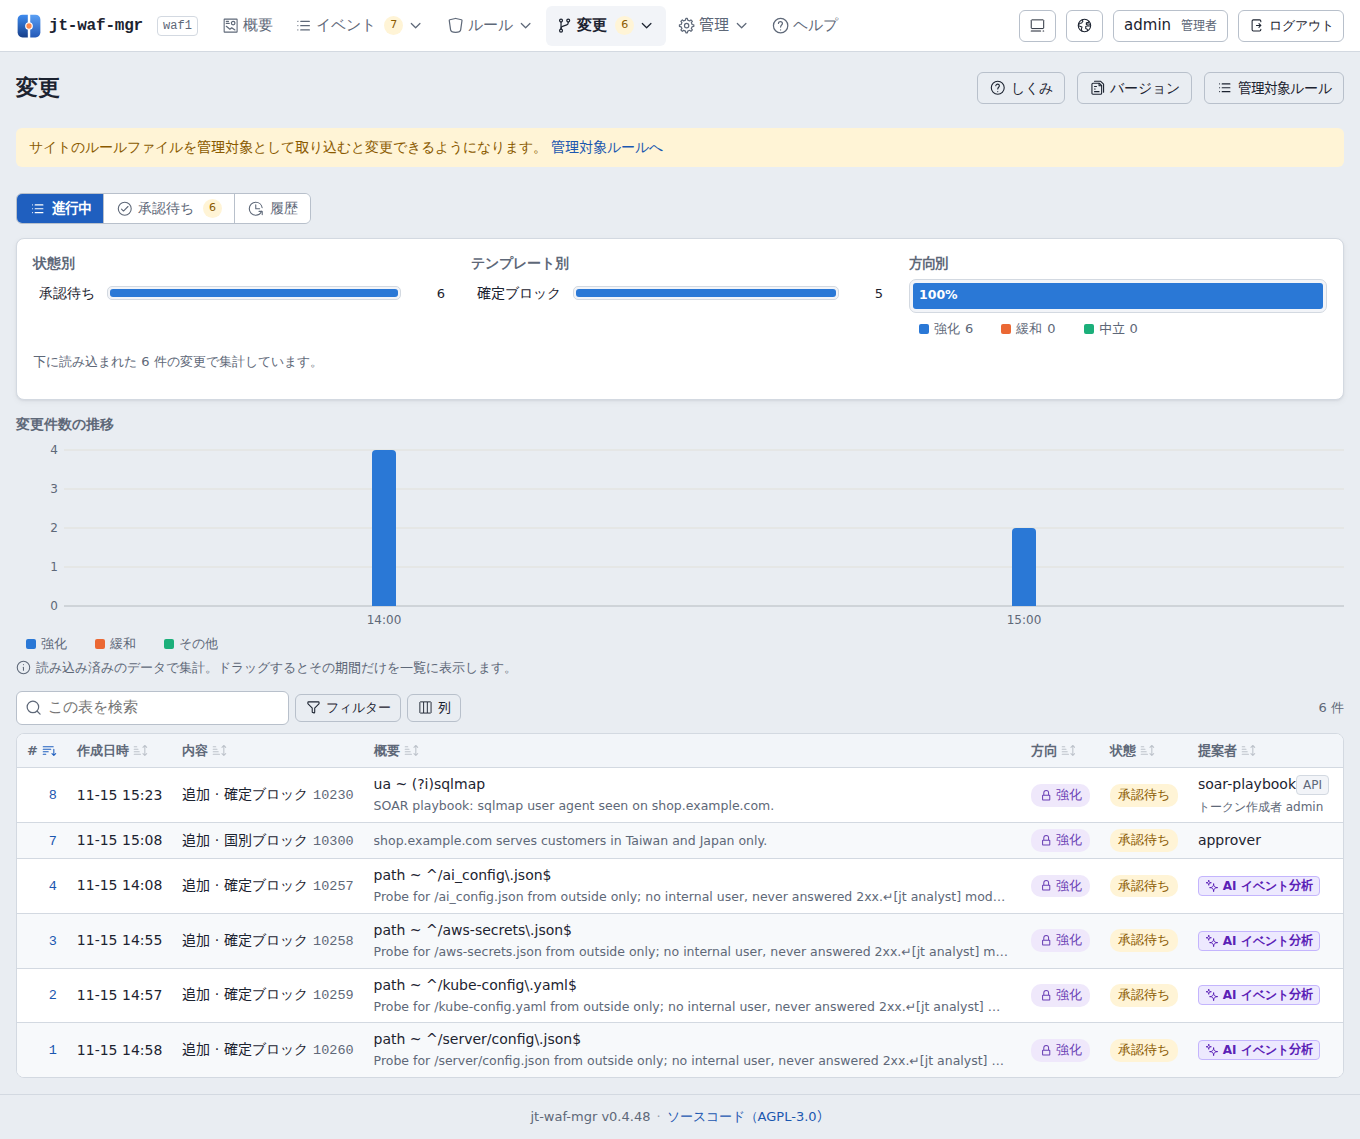 jt-waf-mgr waf1 概要 イベント 7 ルール 変更 6 管理 ヘルプ admin 管理者 ログアウト
変更 しくみ バージョン 管理対象ルール
サイトのルールファイルを管理対象として取り込むと変更できるようになります。 管理対象ルールへ
進行中 承認待ち 6 履歴
状態別 テンプレート別 方向別
承認待ち 6 確定ブロック 5 100%
強化 6 緩和 0 中立 0
下に読み込まれた 6 件の変更で集計しています。
変更件数の推移
4
3
2
1
0
14:00 15:00
強化 緩和 その他
読み込み済みのデータで集計。ドラッグするとその期間だけを一覧に表示します。
この表を検索 フィルター 列 6 件
# 作成日時 内容 概要 方向 状態 提案者
8 11-15 15:23 追加 · 確定ブロック 10230 ua ~ (?i)sqlmap 強化 承認待ち soar-playbook API
SOAR playbook: sqlmap user agent seen on shop.example.com. トークン作成者 admin
7 11-15 15:08 追加 · 国別ブロック 10300 shop.example.com serves customers in Taiwan and Japan only. 強化 承認待ち approver
4 11-15 14:08 追加 · 確定ブロック 10257 path ~ ^/ai_config\.json$ 強化 承認待ち AI イベント分析
Probe for /ai_config.json from outside only; no internal user, never answered 2xx.↵[jt analyst] mod…
3 11-15 14:55 追加 · 確定ブロック 10258 path ~ ^/aws-secrets\.json$ 強化 承認待ち AI イベント分析
Probe for /aws-secrets.json from outside only; no internal user, never answered 2xx.↵[jt analyst] m…
2 11-15 14:57 追加 · 確定ブロック 10259 path ~ ^/kube-config\.yaml$ 強化 承認待ち AI イベント分析
Probe for /kube-config.yaml from outside only; no internal user, never answered 2xx.↵[jt analyst] …
1 11-15 14:58 追加 · 確定ブロック 10260 path ~ ^/server/config\.json$ 強化 承認待ち AI イベント分析
Probe for /server/config.json from outside only; no internal user, never answered 2xx.↵[jt analyst] …
jt-waf-mgr v0.4.48 · ソースコード（AGPL-3.0）